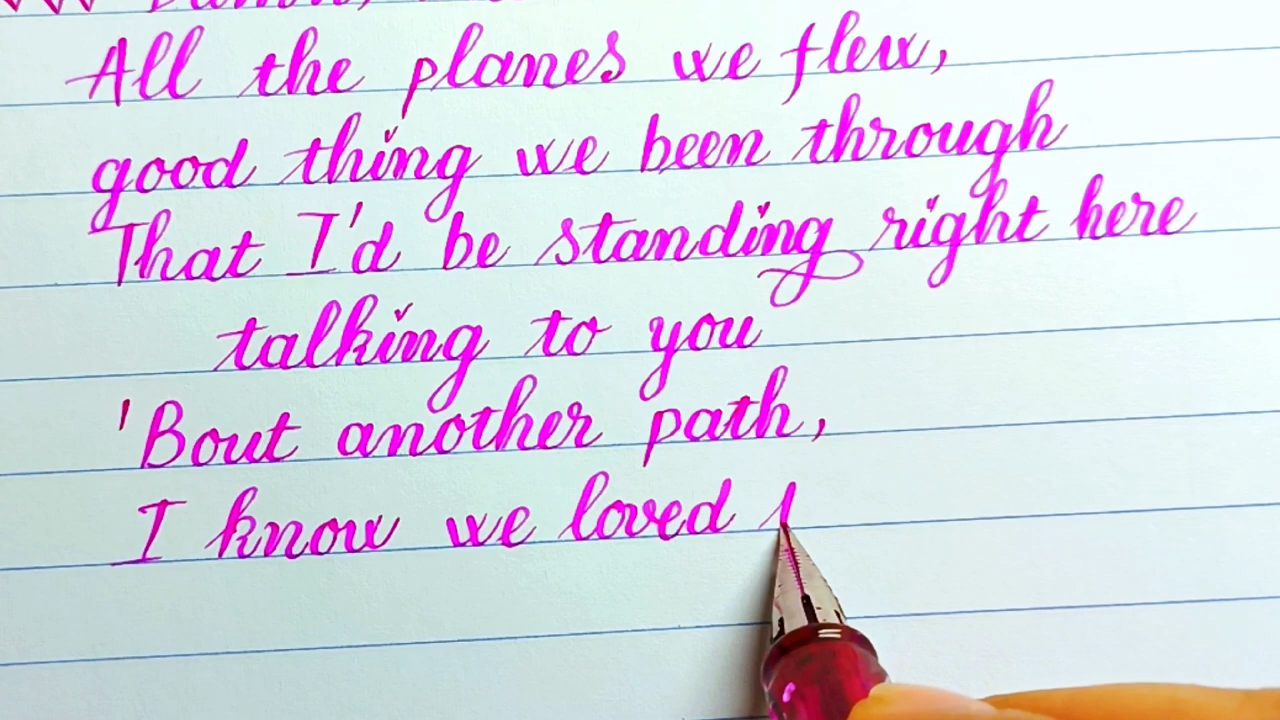 All the planes we flew,
good thing we been through
That I'd be standing right here
talking to you
'Bout another path,
I know we loved